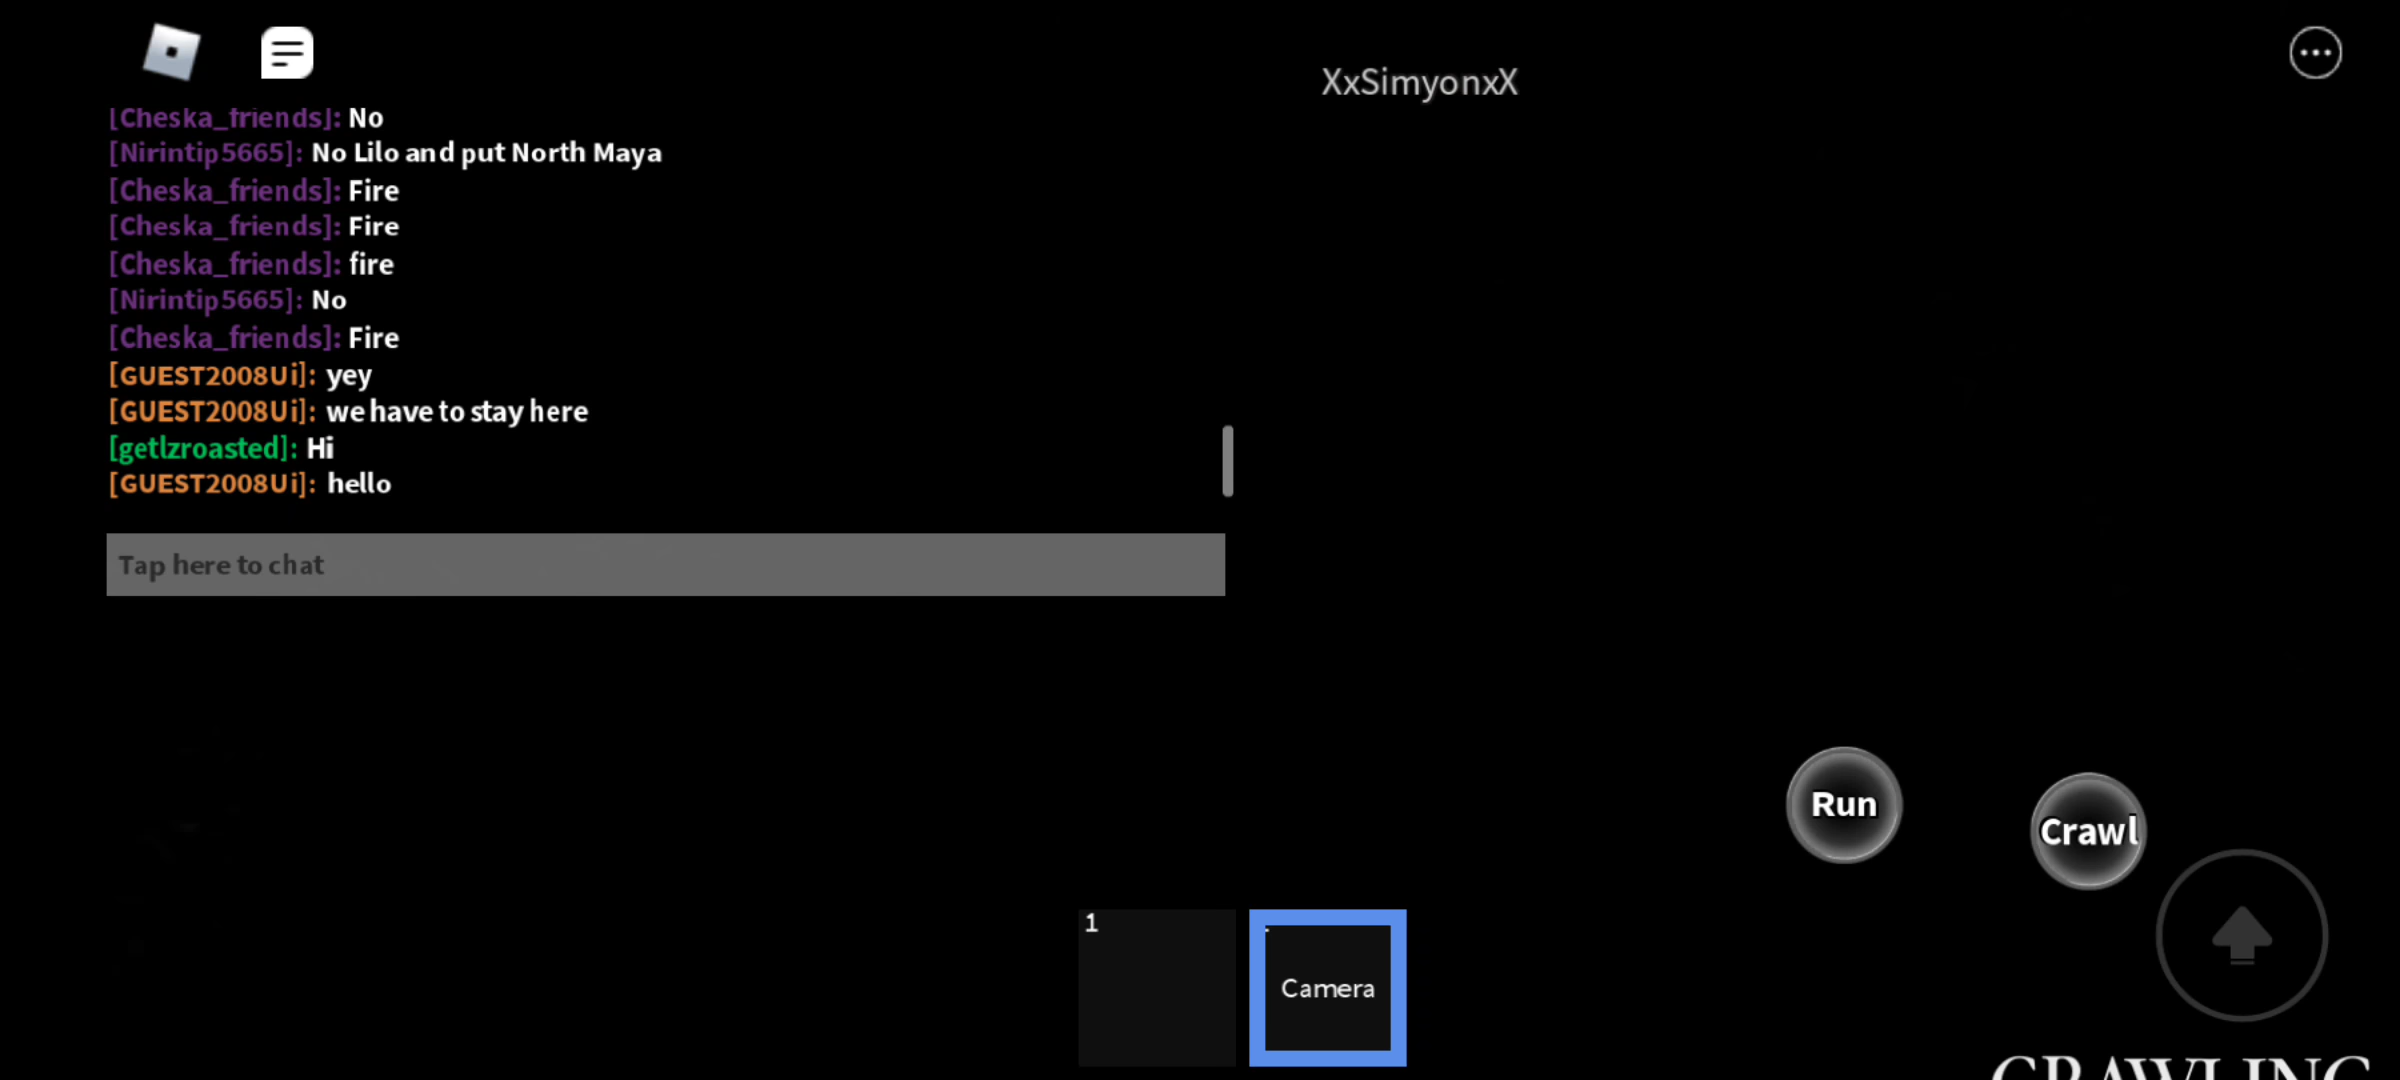 XxSimyonxX
[Cheska_friends]: No
[Nirintip5665]: No Lilo and put North Maya
[Cheska_friends]: Fire
[Cheska_friends]: Fire
[Cheska_friends]: fire
[Nirintip5665]: No
[Cheska_friends]: Fire
[GUEST2008Ui]: yey
[GUEST2008Ui]: we have to stay here
[getlzroasted]: Hi
[GUEST2008Ui]: hello
Tap here to chat
Run
Crawl
1
Camera
CRAWLING